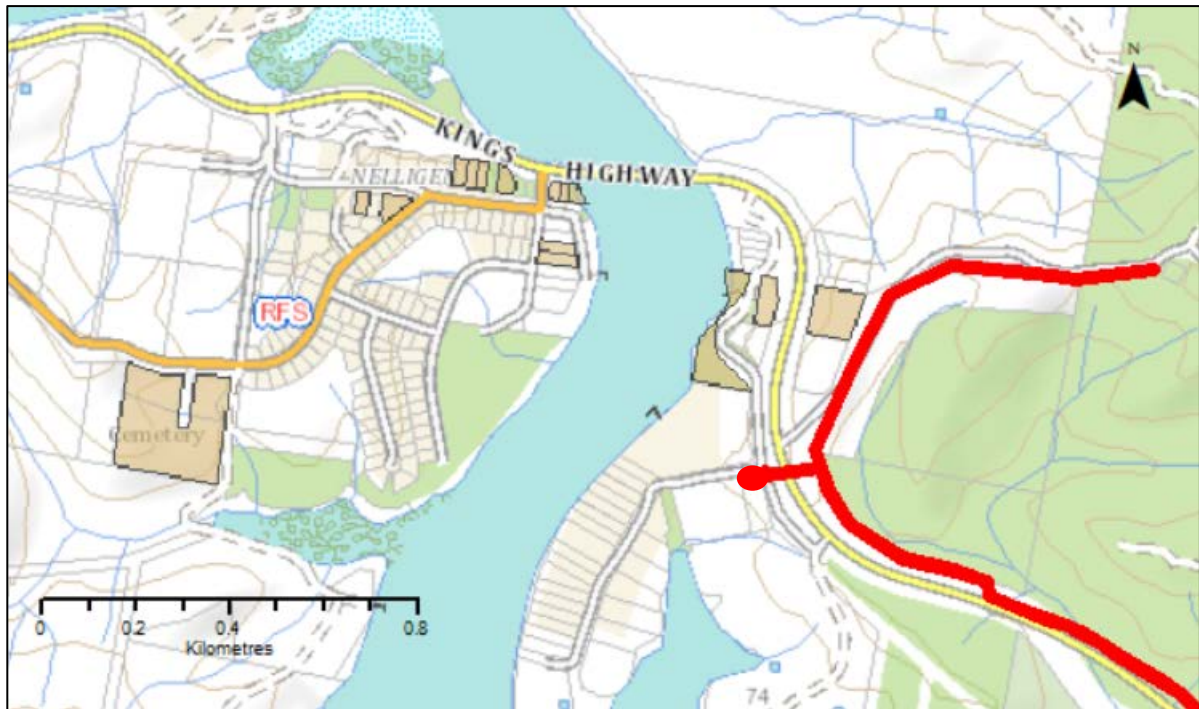 N
KINGS HIGHWAY
NELLIGEN
RFS
Cemetery
0 0.2 0.4 0.8
Kilometres
74